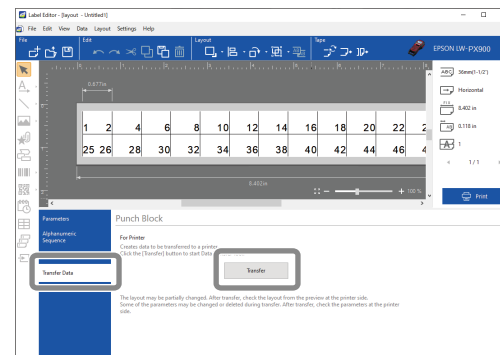 Label Editor - [layout - Untitled1]
File Edit View Data Layout Settings Help
File Edit Layout Tape
EPSON LW-PX900
0.677in
1 2 4 6 8 10 12 14 16 18 20 22 2
25 26 28 30 32 34 36 38 40 42 44 46 4
8.402in
100 %
ABC 36mm(1-1/2")
Horizontal
8.402 in
0.118 in
1
1 / 1
Print
Parameters
Alphanumeric
Sequence
Transfer Data
Punch Block
For Printer
Creates data to be transferred to a printer.
Click the [Transfer] button to start Data
Transfer
The layout may be partially changed. After transfer, check the layout from the preview at the printer side.
Some of the parameters may be changed or deleted during transfer. After transfer, check the parameters at the printer
side.